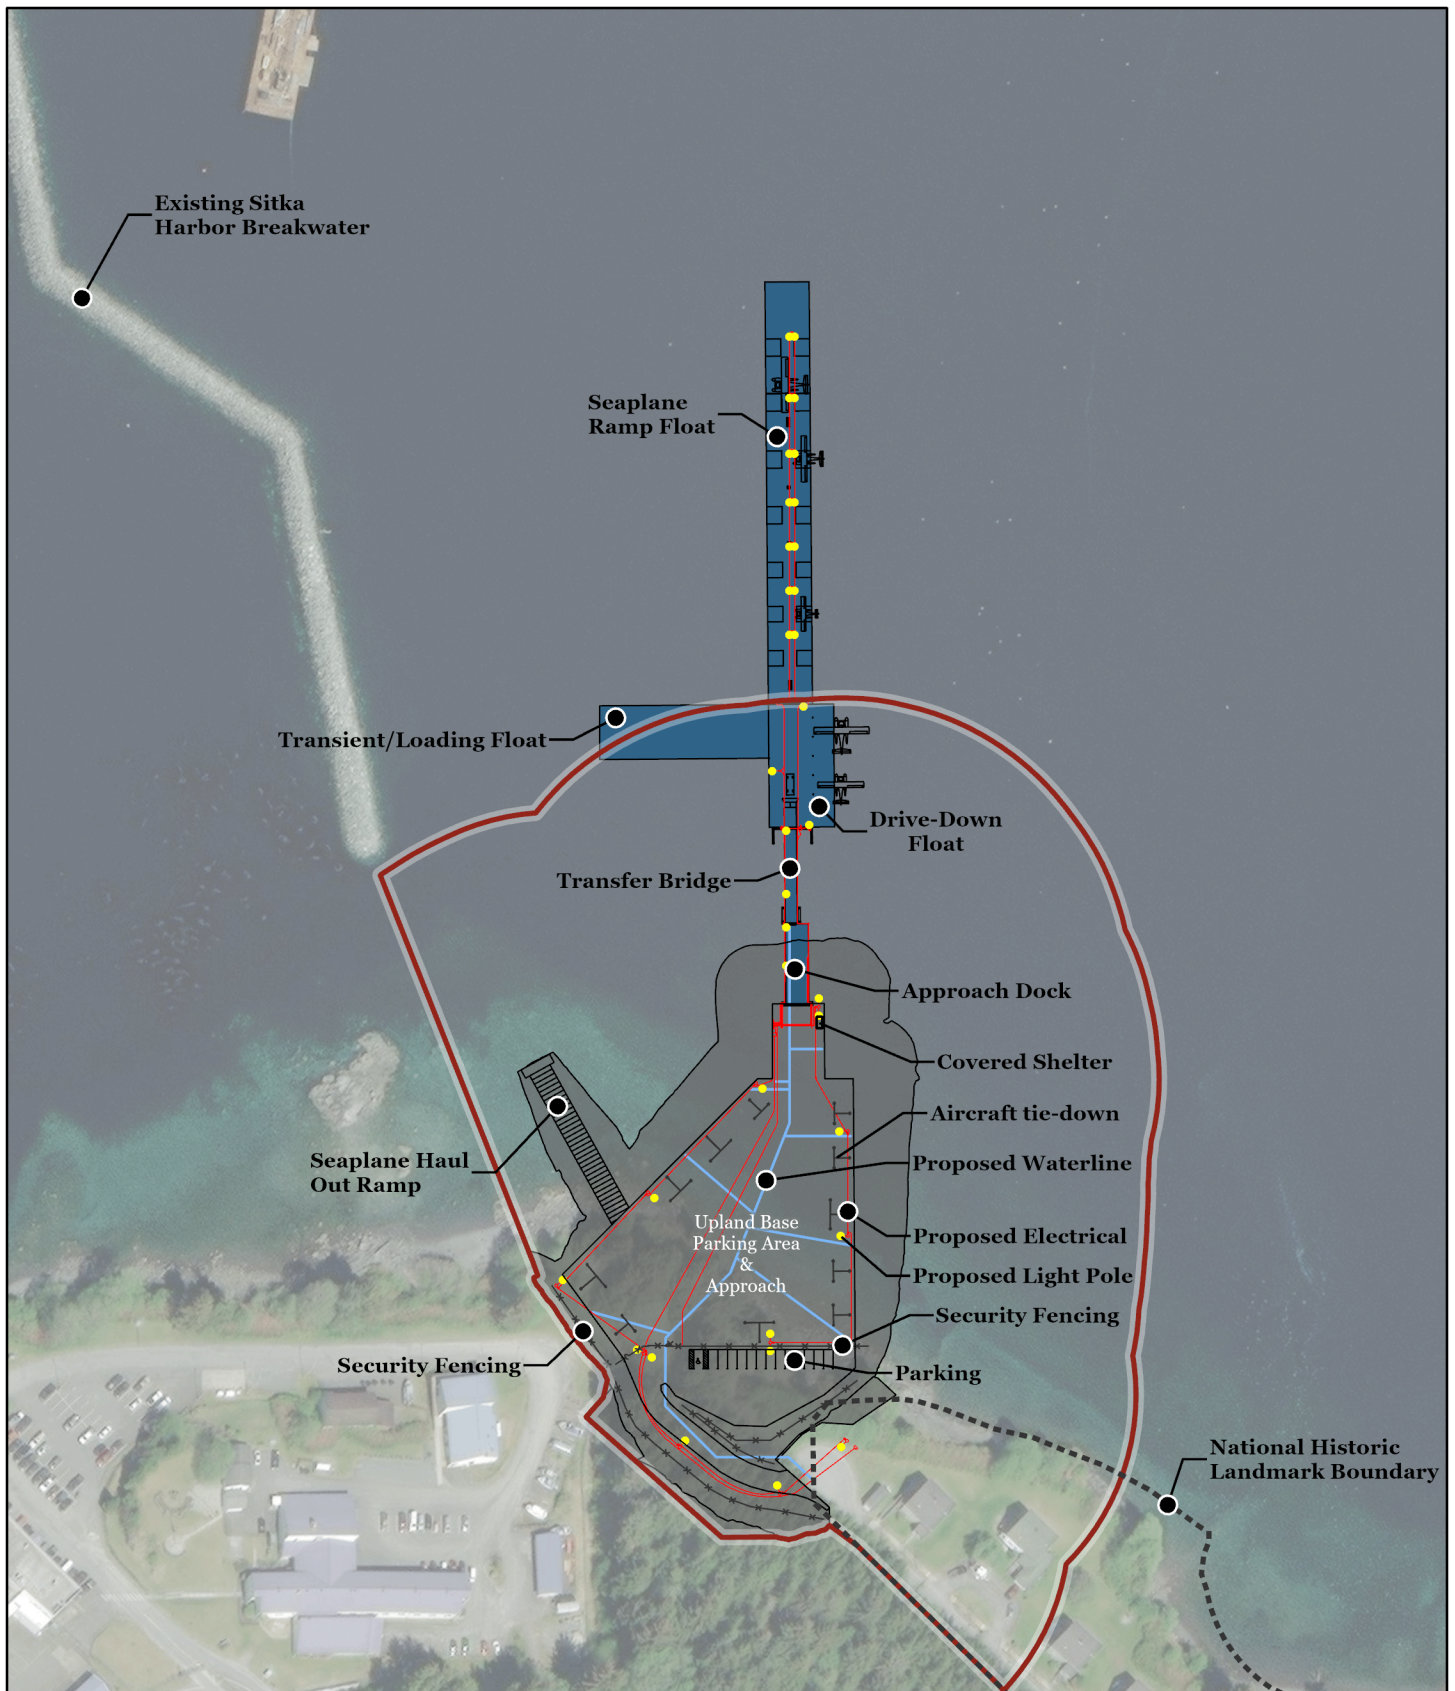 Existing Sitka
Harbor Breakwater
Seaplane
Ramp Float
Transient/Loading Float
Drive-Down
Float
Transfer Bridge
Approach Dock
Covered Shelter
Aircraft tie-down
Seaplane Haul
Out Ramp
Proposed Waterline
Upland Base
Parking Area
&
Approach
Proposed Electrical
Proposed Light Pole
Security Fencing
Security Fencing
Parking
National Historic
Landmark Boundary